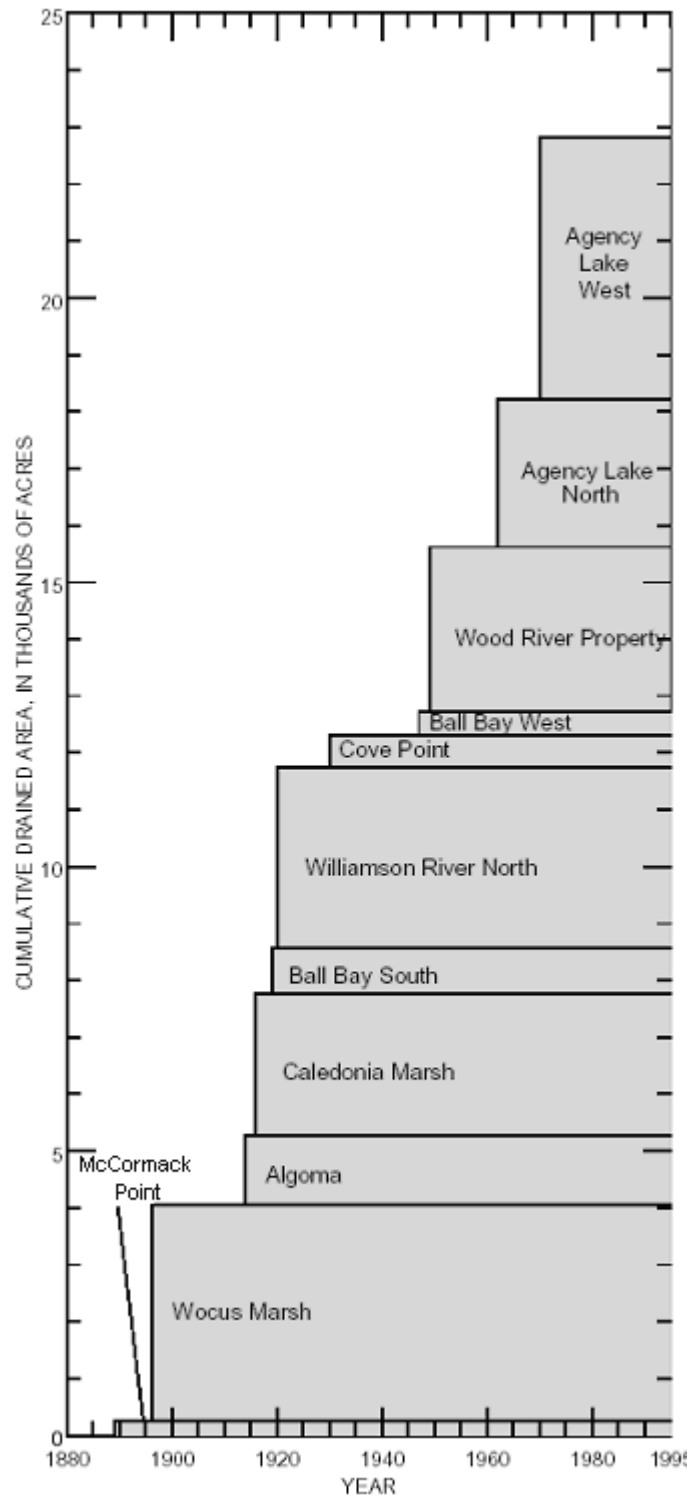 25
20
15
10
5
0
CUMULATIVE DRAINED AREA, IN THOUSANDS OF ACRES
Agency
Lake
West
Agency Lake
North
Wood River Property
Ball Bay West
Cove Point
Williamson River North
Ball Bay South
Caledonia Marsh
Algoma
McCormack
Point
Wocus Marsh
1880 1900 1920 1940 1960 1980 1995
YEAR